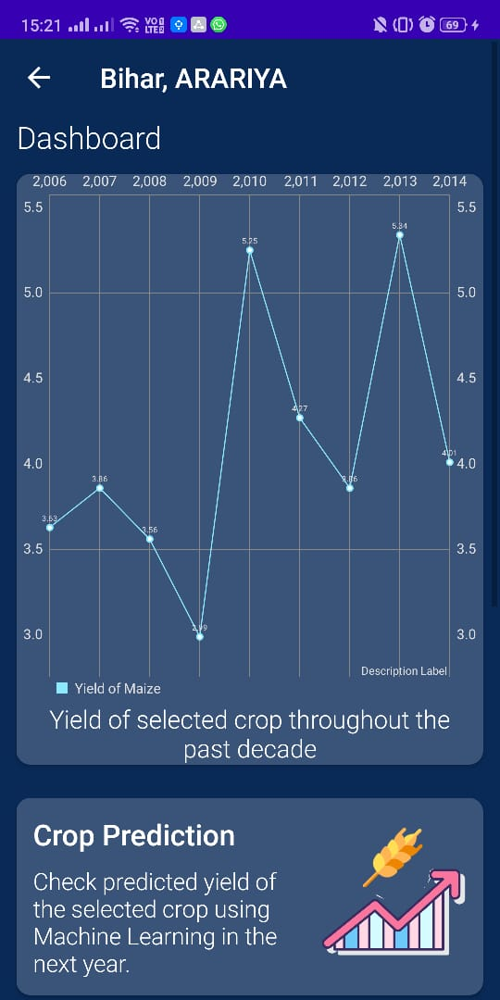 15:21
VO LTE
69
Bihar, ARARIYA
Dashboard
2,006 2,007 2,008 2,009 2,010 2,011 2,012 2,013 2,014
5.5 5.5
5.34
5.25
5.0 5.0
4.5 4.5
4.27
4.01
4.0 4.0
3.86 3.86
3.63
3.56
3.5 3.5
2.99
3.0 3.0
Description Label
Yield of Maize
Yield of selected crop throughout the
past decade
Crop Prediction
Check predicted yield of
the selected crop using
Machine Learning in the
next year.